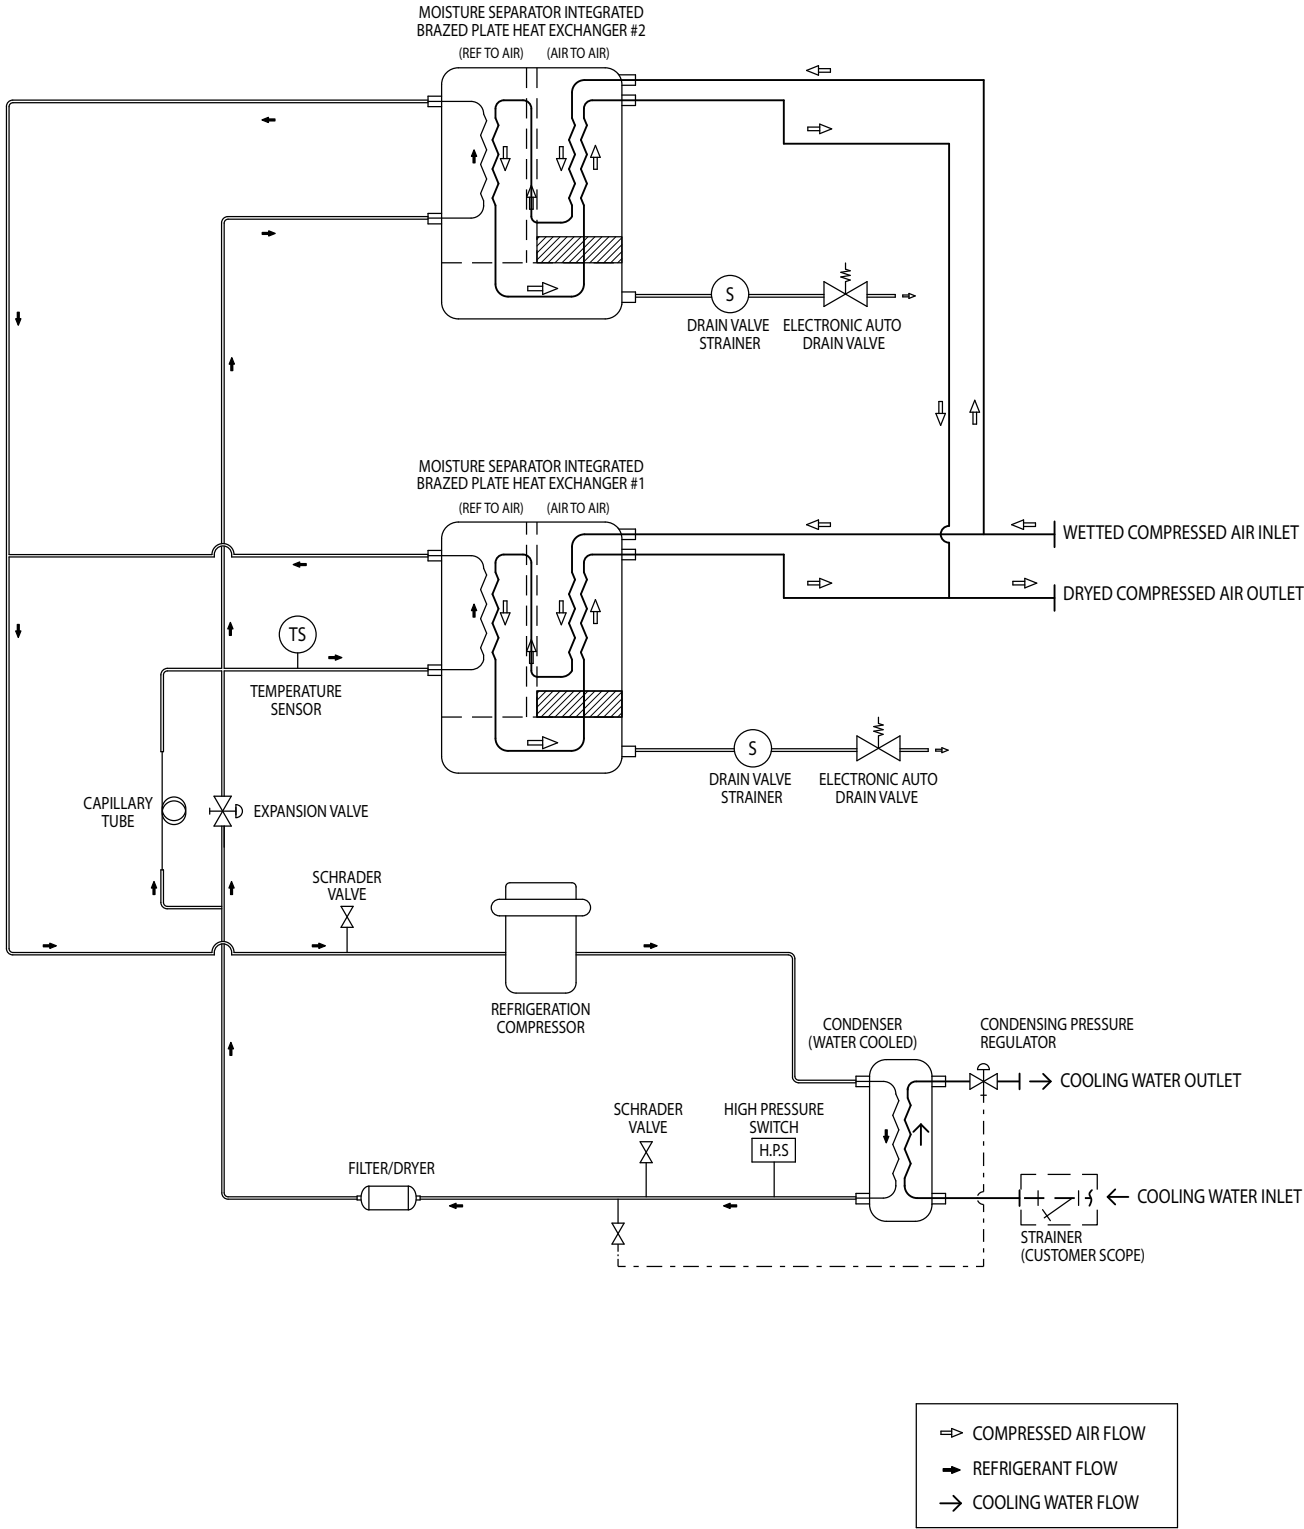 MOISTURE SEPARATOR INTEGRATED
BRAZED PLATE HEAT EXCHANGER #2
(REF TO AIR) (AIR TO AIR)
S
DRAIN VALVE
STRAINER
ELECTRONIC AUTO
DRAIN VALVE
MOISTURE SEPARATOR INTEGRATED
BRAZED PLATE HEAT EXCHANGER #1
(REF TO AIR) (AIR TO AIR)
WETTED COMPRESSED AIR INLET
DRYED COMPRESSED AIR OUTLET
TS
TEMPERATURE
SENSOR
S
DRAIN VALVE
STRAINER
ELECTRONIC AUTO
DRAIN VALVE
CAPILLARY
TUBE
EXPANSION VALVE
SCHRADER
VALVE
REFRIGERATION
COMPRESSOR
CONDENSER
(WATER COOLED)
CONDENSING PRESSURE
REGULATOR
COOLING WATER OUTLET
SCHRADER
VALVE
HIGH PRESSURE
SWITCH
H.P.S
FILTER/DRYER
COOLING WATER INLET
STRAINER
(CUSTOMER SCOPE)
COMPRESSED AIR FLOW
REFRIGERANT FLOW
COOLING WATER FLOW